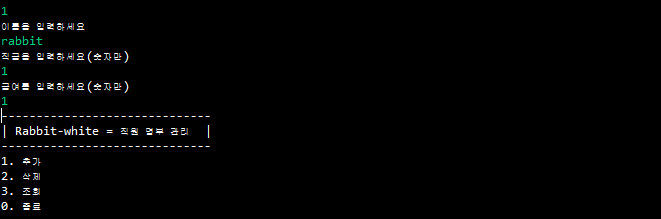 1
이름을 입력하세요
rabbit
직급을 입력하세요(숫자만)
1
급여를 입력하세요(숫자만)
1
------------------------------
| Rabbit-white = 직원 명부 관리 |
------------------------------
1. 추가
2. 삭제
3. 조회
0. 종료